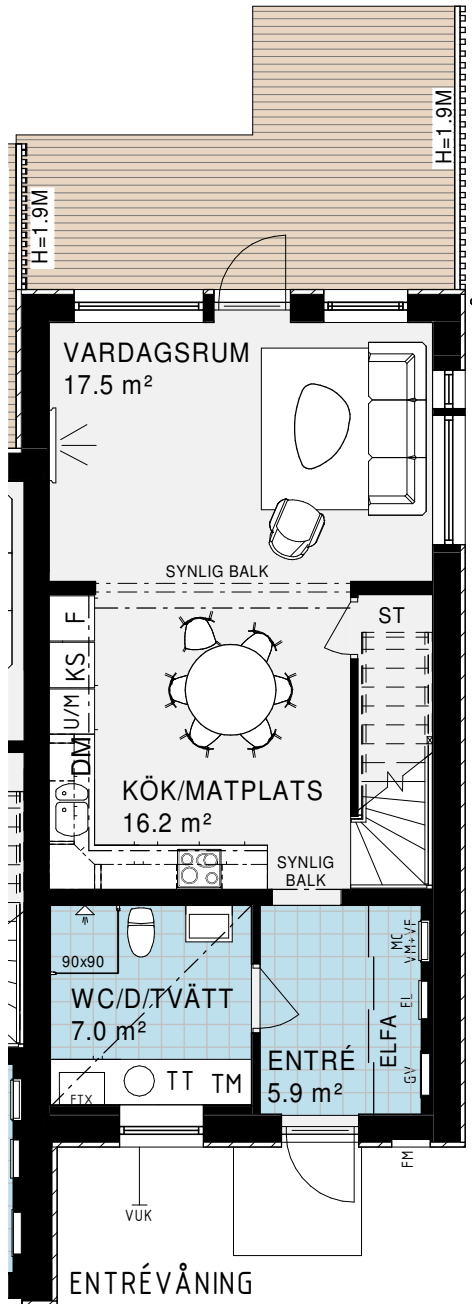 H=1.9M
H=1.9M
VARDAGSRUM
17.5 m²
SYNLIG BALK
F
KS
U/M
DM
ST
KÖK/MATPLATS
16.2 m²
SYNLIG
BALK
90x90
WC/D/TVÄTT
7.0 m²
FTX
TT
TM
ENTRÉ
5.9 m²
ELFA
MC
VM+VF
EL
GV
FM
VUK
ENTRÉVÅNING